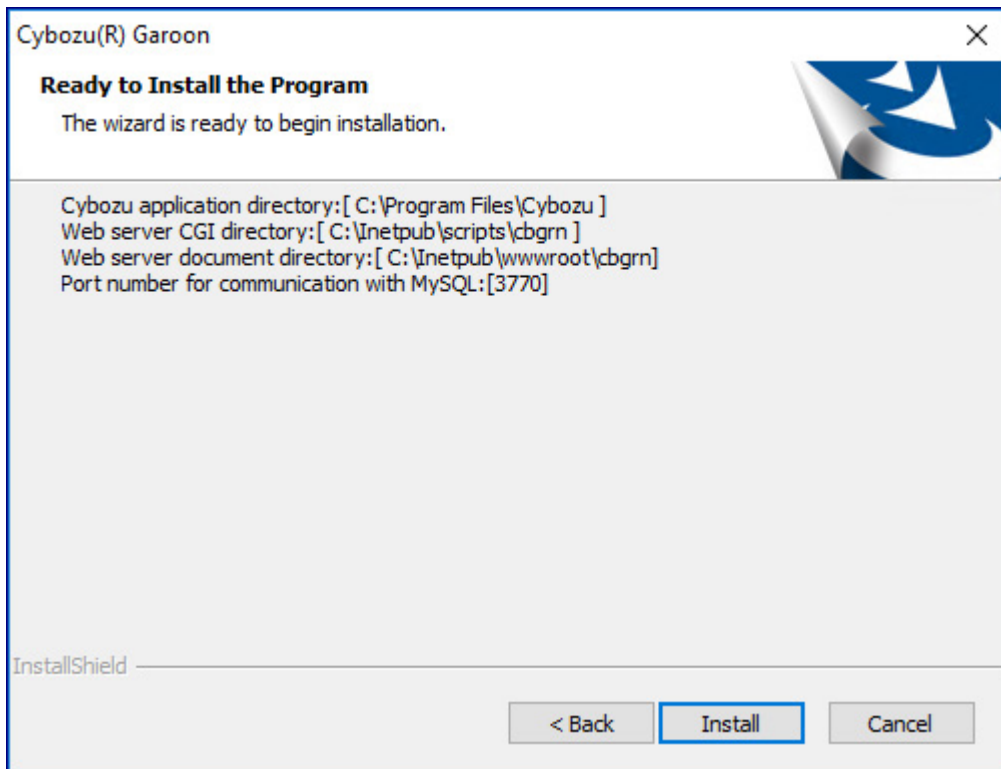 Cybozu(R) Garoon
Ready to Install the Program
The wizard is ready to begin installation.
Cybozu application directory:[ C:\Program Files\Cybozu ]
Web server CGI directory:[ C:\Inetpub\scripts\cbgrn ]
Web server document directory:[ C:\Inetpub\wwwroot\cbgrn]
Port number for communication with MySQL:[3770]
InstallShield
< Back Install Cancel